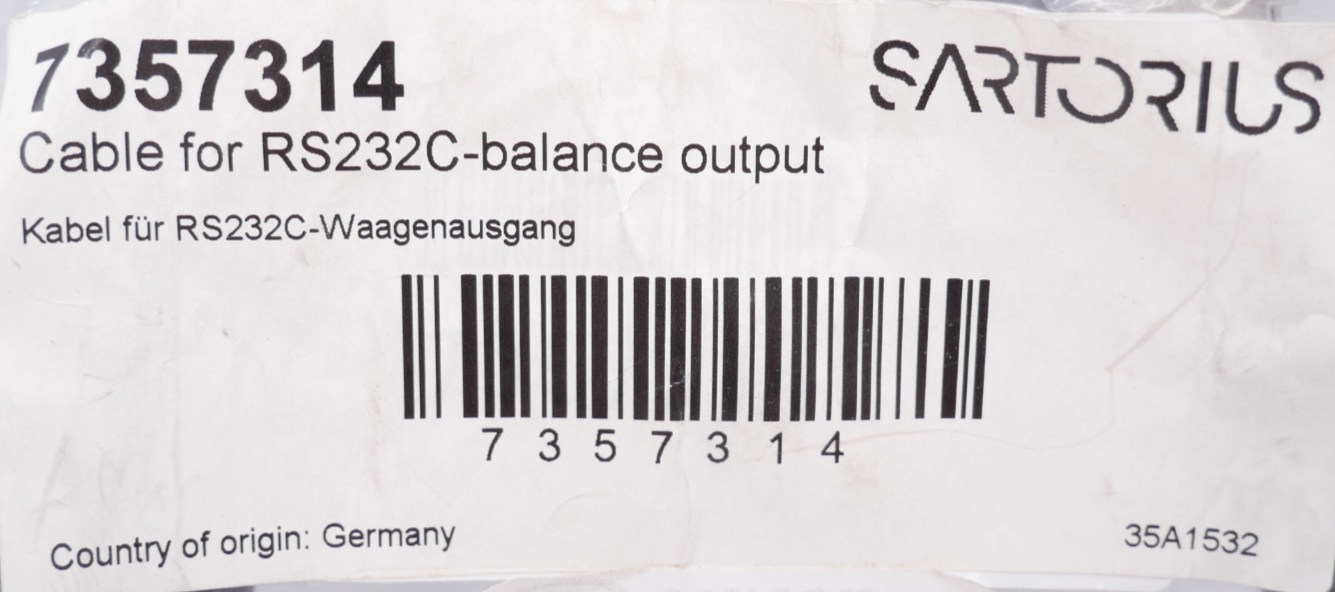 7357314
SARTORIUS
Cable for RS232C-balance output
Kabel für RS232C-Waagenausgang
7357314
Country of origin: Germany
35A1532